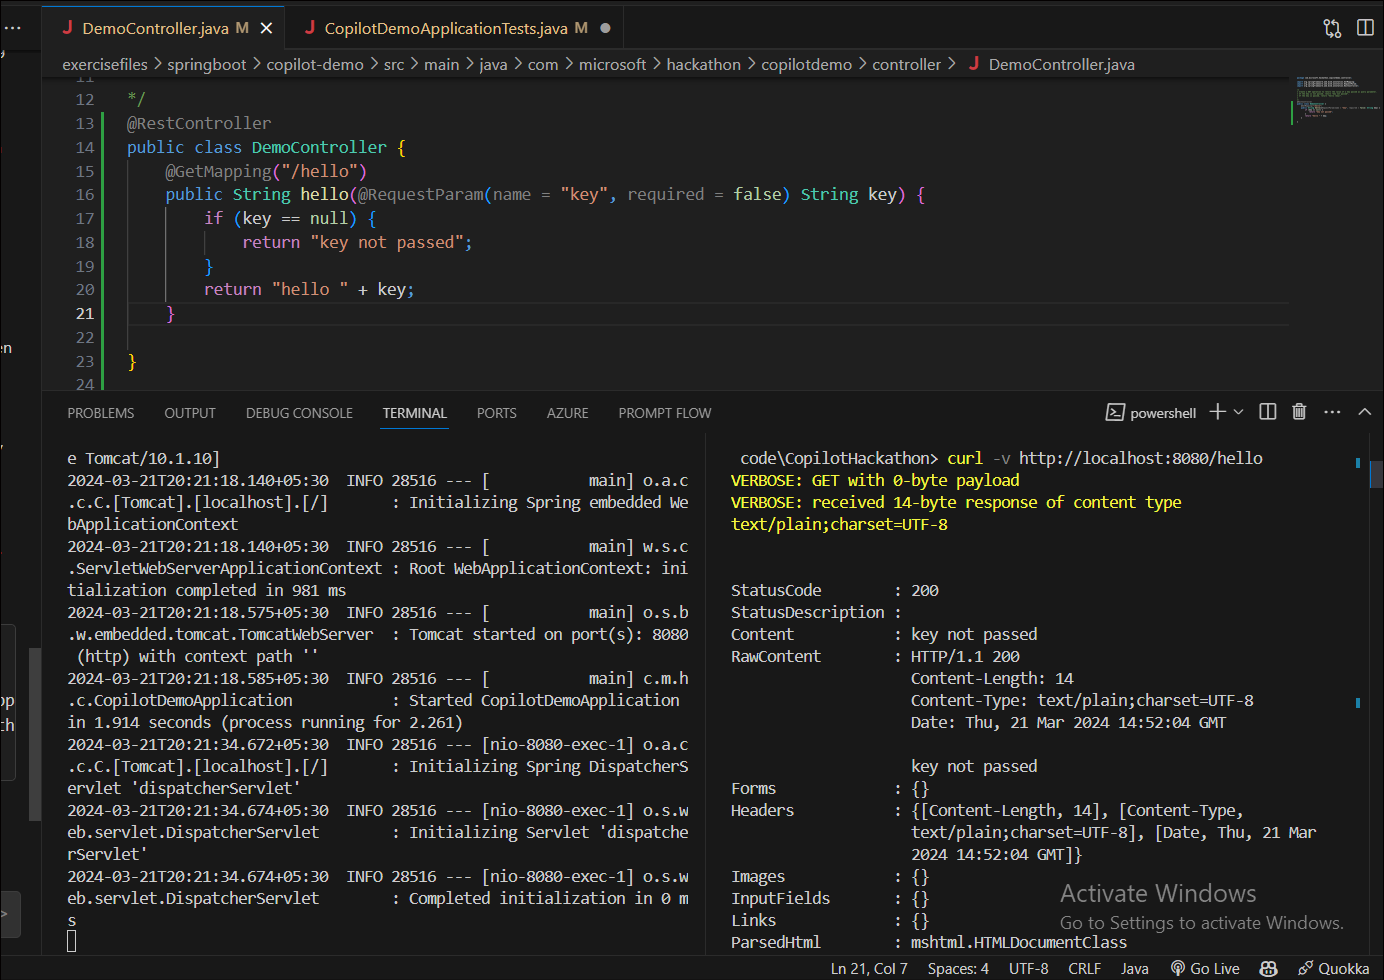 DemoController.java M
CopilotDemoApplicationTests.java M
exercisefiles > springboot > copilot-demo > src > main > java > com > microsoft > hackathon > copilotdemo > controller > DemoController.java
11
12 */
13 @RestController
14 public class DemoController {
15 @GetMapping("/hello")
16 public String hello(@RequestParam(name = "key", required = false) String key) {
17 if (key == null) {
18 return "key not passed";
19 }
20 return "hello " + key;
21 }
22
23 }
24
PROBLEMS OUTPUT DEBUG CONSOLE TERMINAL PORTS AZURE PROMPT FLOW
powershell
e Tomcat/10.1.10]
2024-03-21T20:21:18.140+05:30 INFO 28516 --- [ main] o.a.c
.c.C.[Tomcat].[localhost].[/] : Initializing Spring embedded We
bApplicationContext
2024-03-21T20:21:18.140+05:30 INFO 28516 --- [ main] w.s.c
.ServletWebServerApplicationContext : Root WebApplicationContext: ini
tialization completed in 981 ms
2024-03-21T20:21:18.575+05:30 INFO 28516 --- [ main] o.s.b
.w.embedded.tomcat.TomcatWebServer : Tomcat started on port(s): 8080
(http) with context path ''
2024-03-21T20:21:18.585+05:30 INFO 28516 --- [ main] c.m.h
.c.CopilotDemoApplication : Started CopilotDemoApplication
in 1.914 seconds (process running for 2.261)
2024-03-21T20:21:34.672+05:30 INFO 28516 --- [nio-8080-exec-1] o.a.c
.c.C.[Tomcat].[localhost].[/] : Initializing Spring DispatcherS
ervlet 'dispatcherServlet'
2024-03-21T20:21:34.674+05:30 INFO 28516 --- [nio-8080-exec-1] o.s.w
eb.servlet.DispatcherServlet : Initializing Servlet 'dispatche
rServlet'
2024-03-21T20:21:34.674+05:30 INFO 28516 --- [nio-8080-exec-1] o.s.w
eb.servlet.DispatcherServlet : Completed initialization in 0 m
s
code\CopilotHackathon> curl -v http://localhost:8080/hello
VERBOSE: GET with 0-byte payload
VERBOSE: received 14-byte response of content type
text/plain;charset=UTF-8
StatusCode : 200
StatusDescription :
Content : key not passed
RawContent : HTTP/1.1 200
Content-Length: 14
Content-Type: text/plain;charset=UTF-8
Date: Thu, 21 Mar 2024 14:52:04 GMT
key not passed
Forms : {}
Headers : {[Content-Length, 14], [Content-Type,
text/plain;charset=UTF-8], [Date, Thu, 21 Mar
2024 14:52:04 GMT]}
Images : {}
InputFields : {}
Links : {}
ParsedHtml : mshtml.HTMLDocumentClass
Activate Windows
Go to Settings to activate Windows.
Ln 21, Col 7 Spaces: 4 UTF-8 CRLF Java Go Live Quokka